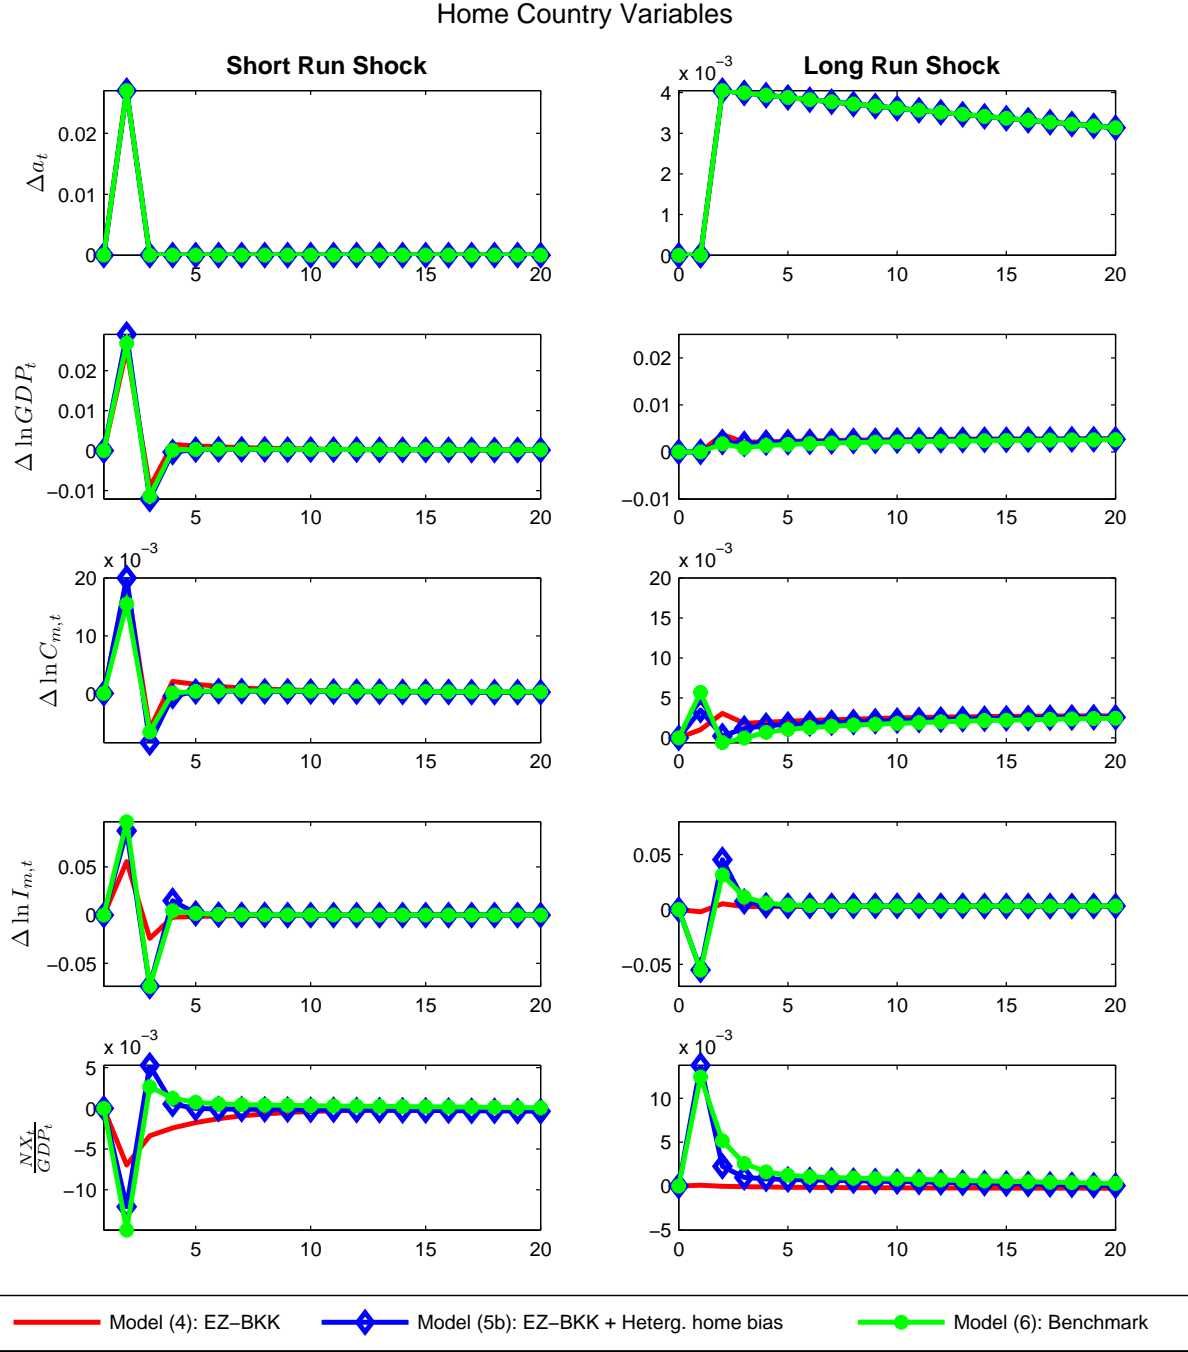 Home Country Variables
Short Run Shock
Long Run Shock
Δa_t
0.02
0.01
0
5 10 15 20
x 10^−3
4
3
2
1
0
0 5 10 15 20
Δ ln GDP_t
0.02
0.01
0
−0.01
5 10 15 20
0.02
0.01
0
−0.01
0 5 10 15 20
Δ ln C_{m,t}
x 10^−3
20
10
0
5 10 15 20
x 10^−3
20
15
10
5
0
0 5 10 15 20
Δ ln I_{m,t}
0.05
0
−0.05
5 10 15 20
0.05
0
−0.05
0 5 10 15 20
NX_t
GDP_t
x 10^−3
5
0
−5
−10
5 10 15 20
x 10^−3
10
5
0
−5
0 5 10 15 20
Model (4): EZ−BKK
Model (5b): EZ−BKK + Heterg. home bias
Model (6): Benchmark